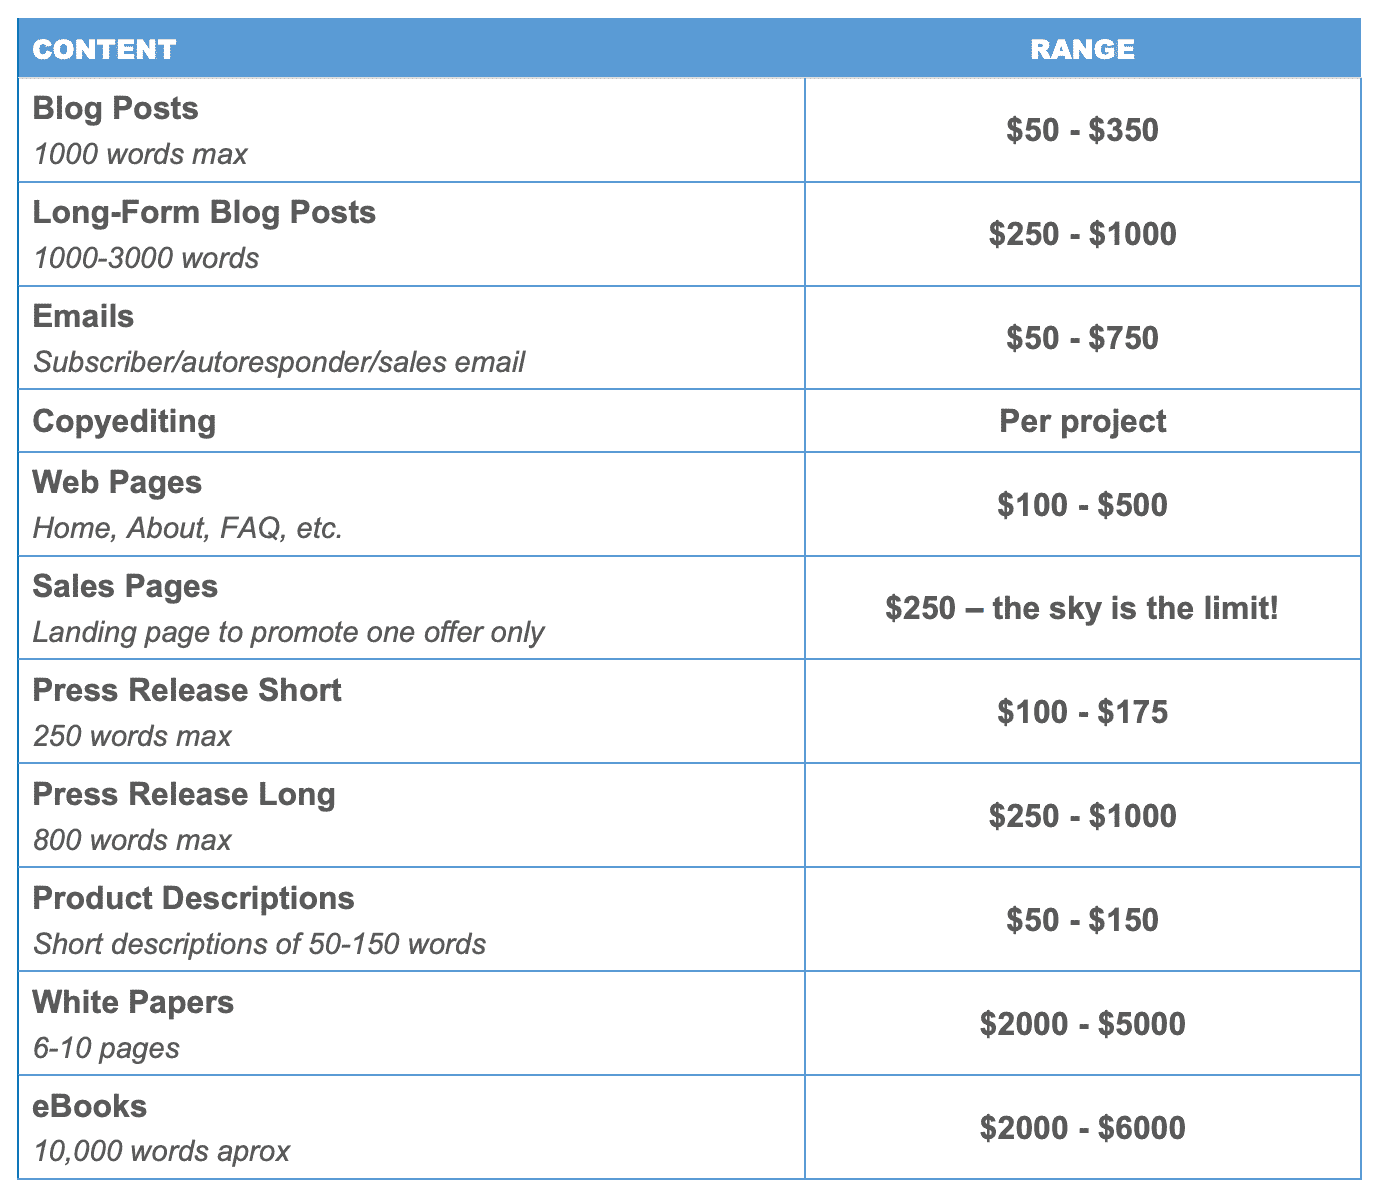 CONTENT RANGE
Blog Posts
1000 words max
$50 - $350
Long-Form Blog Posts
1000-3000 words
$250 - $1000
Emails
Subscriber/autoresponder/sales email
$50 - $750
Copyediting
Per project
Web Pages
Home, About, FAQ, etc.
$100 - $500
Sales Pages
Landing page to promote one offer only
$250 – the sky is the limit!
Press Release Short
250 words max
$100 - $175
Press Release Long
800 words max
$250 - $1000
Product Descriptions
Short descriptions of 50-150 words
$50 - $150
White Papers
6-10 pages
$2000 - $5000
eBooks
10,000 words aprox
$2000 - $6000